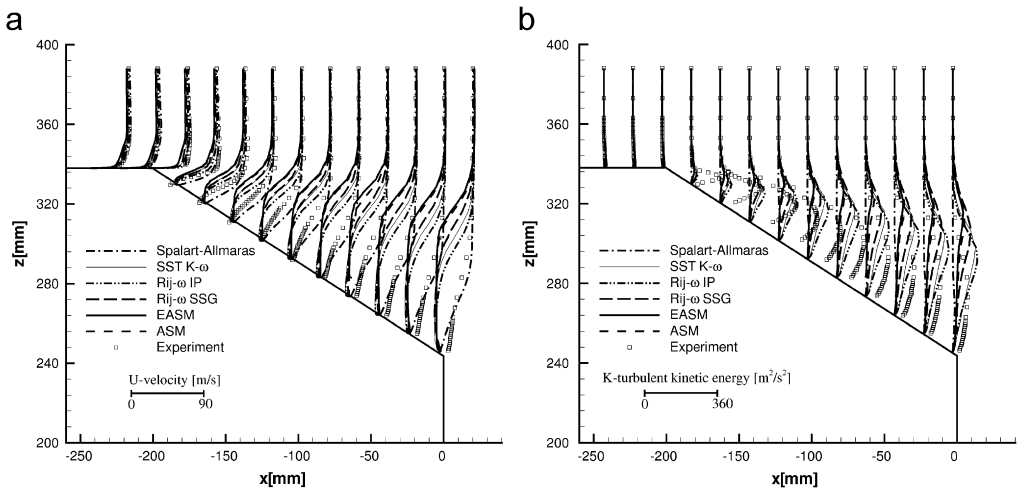 a
b
400
360
320
280
240
200
z[mm]
Spalart-Allmaras
SST K-ω
Rij-ω IP
Rij-ω SSG
EASM
ASM
Experiment
U-velocity [m/s]
0 90
-250 -200 -150 -100 -50 0
x[mm]
400
360
320
280
240
200
z[mm]
Spalart-Allmaras
SST K-ω
Rij-ω IP
Rij-ω SSG
EASM
ASM
Experiment
K-turbulent kinetic energy [m²/s²]
0 360
-250 -200 -150 -100 -50 0
x[mm]